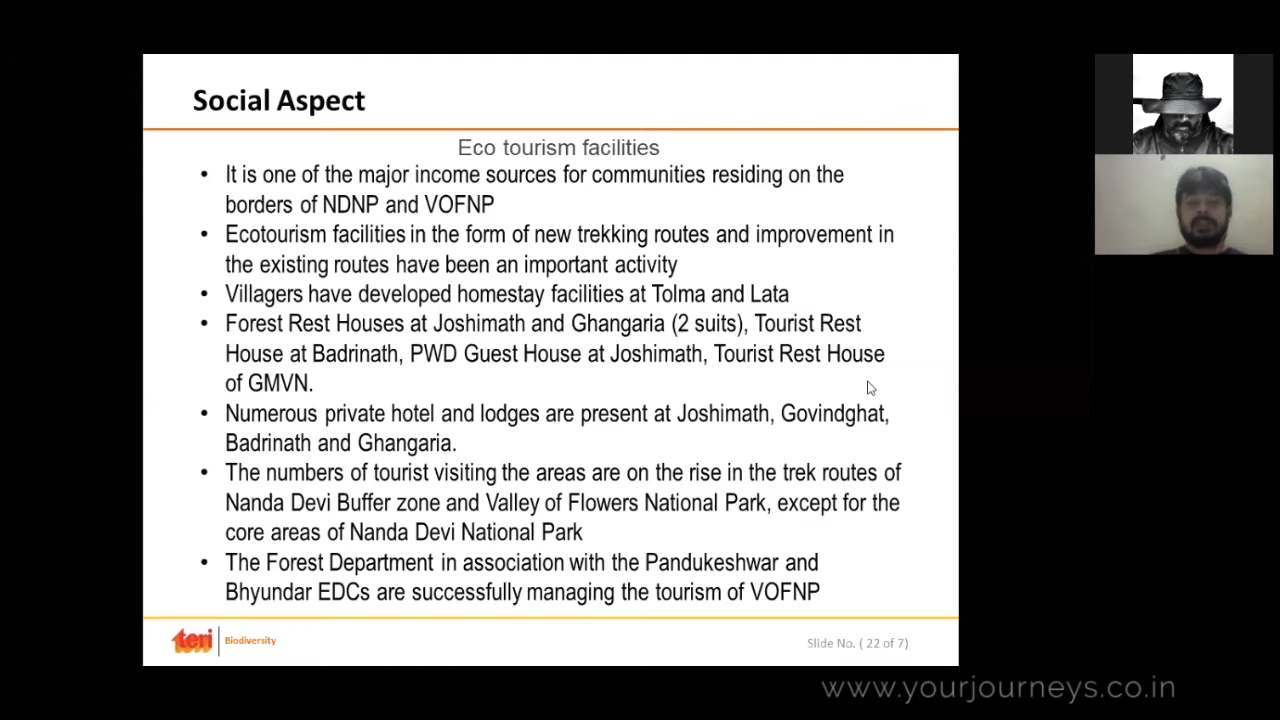 Social Aspect
Eco tourism facilities
• It is one of the major income sources for communities residing on the
borders of NDNP and VOFNP
• Ecotourism facilities in the form of new trekking routes and improvement in
the existing routes have been an important activity
• Villagers have developed homestay facilities at Tolma and Lata
• Forest Rest Houses at Joshimath and Ghangaria (2 suits), Tourist Rest
House at Badrinath, PWD Guest House at Joshimath, Tourist Rest House
of GMVN.
• Numerous private hotel and lodges are present at Joshimath, Govindghat,
Badrinath and Ghangaria.
• The numbers of tourist visiting the areas are on the rise in the trek routes of
Nanda Devi Buffer zone and Valley of Flowers National Park, except for the
core areas of Nanda Devi National Park
• The Forest Department in association with the Pandukeshwar and
Bhyundar EDCs are successfully managing the tourism of VOFNP
teri Biodiversity
Slide No. ( 22 of 7)
www.yourjourneys.co.in